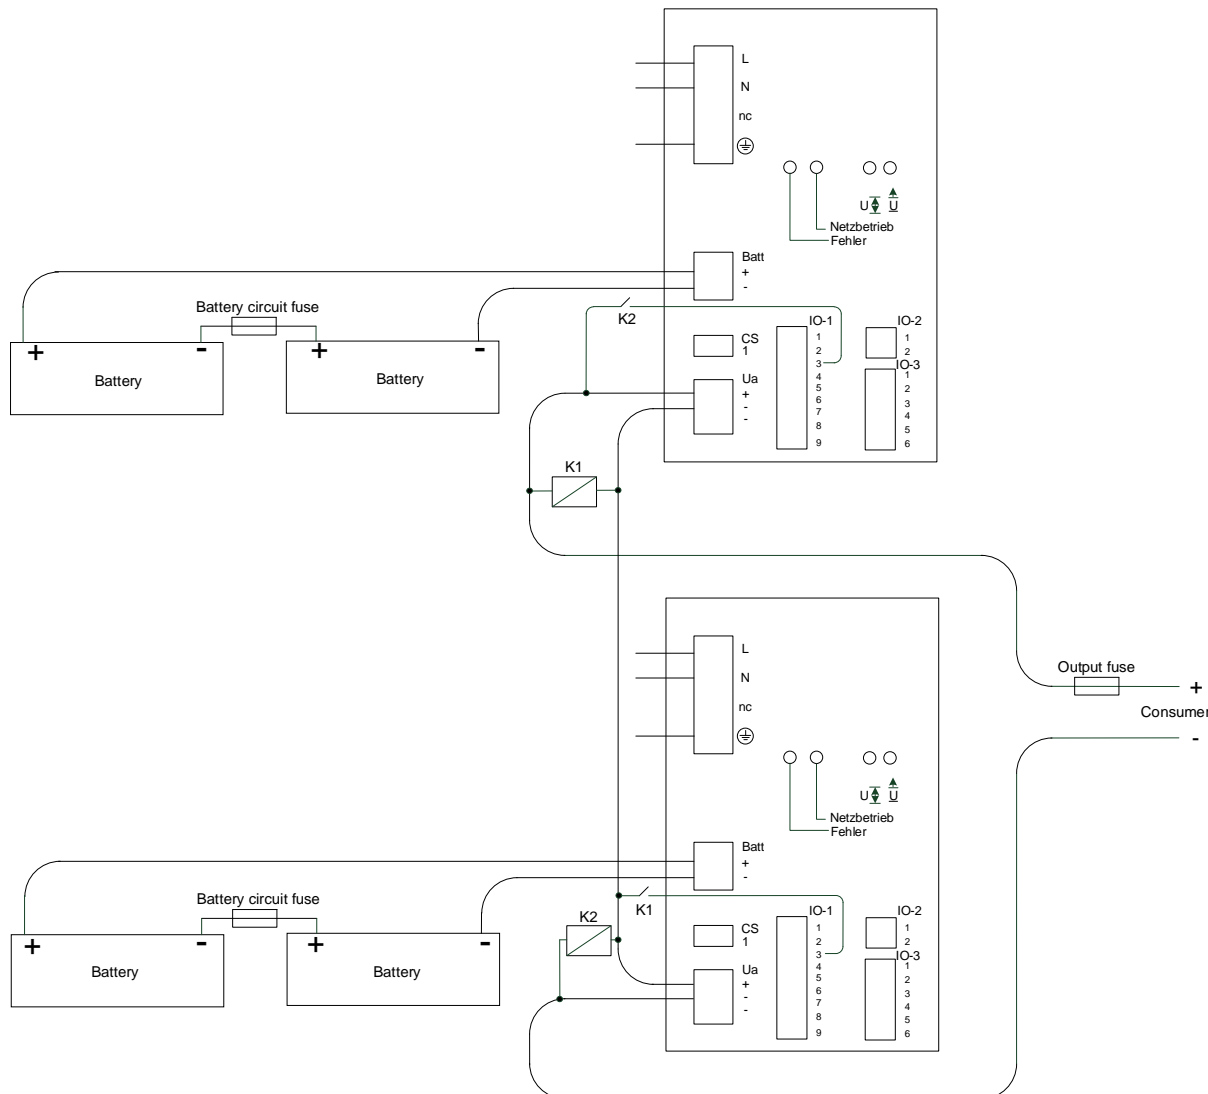 L
N
nc
U U
Netzbetrieb
Fehler
Batt
+
-
Battery circuit fuse
K2
+ - + -
Battery Battery
IO-1
1
2
3
4
5
6
7
8
9
IO-2
1
2
IO-3
1
2
3
4
5
6
CS
1
Ua
+
-
-
K1
L
N
nc
Output fuse
+
Consumer
-
U U
Netzbetrieb
Fehler
Batt
+
-
Battery circuit fuse
K1
K2
+ - + -
Battery Battery
IO-1
1
2
3
4
5
6
7
8
9
IO-2
1
2
IO-3
1
2
3
4
5
6
CS
1
Ua
+
-
-